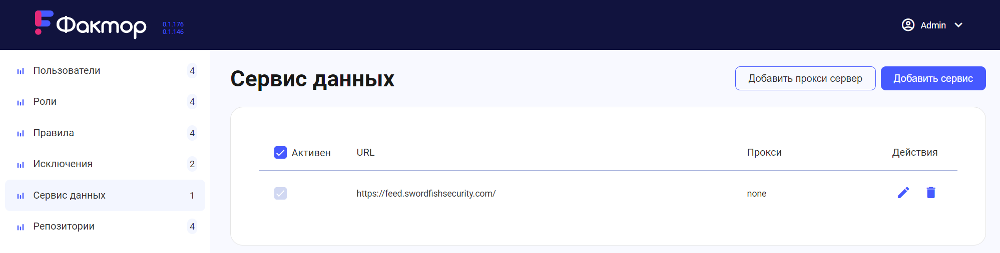 Фактор
0.1.176
0.1.146
Admin
Пользователи 4
Роли 4
Правила 4
Исключения 2
Сервис данных 1
Репозитории 4
Сервис данных
Добавить прокси сервер
Добавить сервис
Активен URL Прокси Действия
https://feed.swordfishsecurity.com/ none